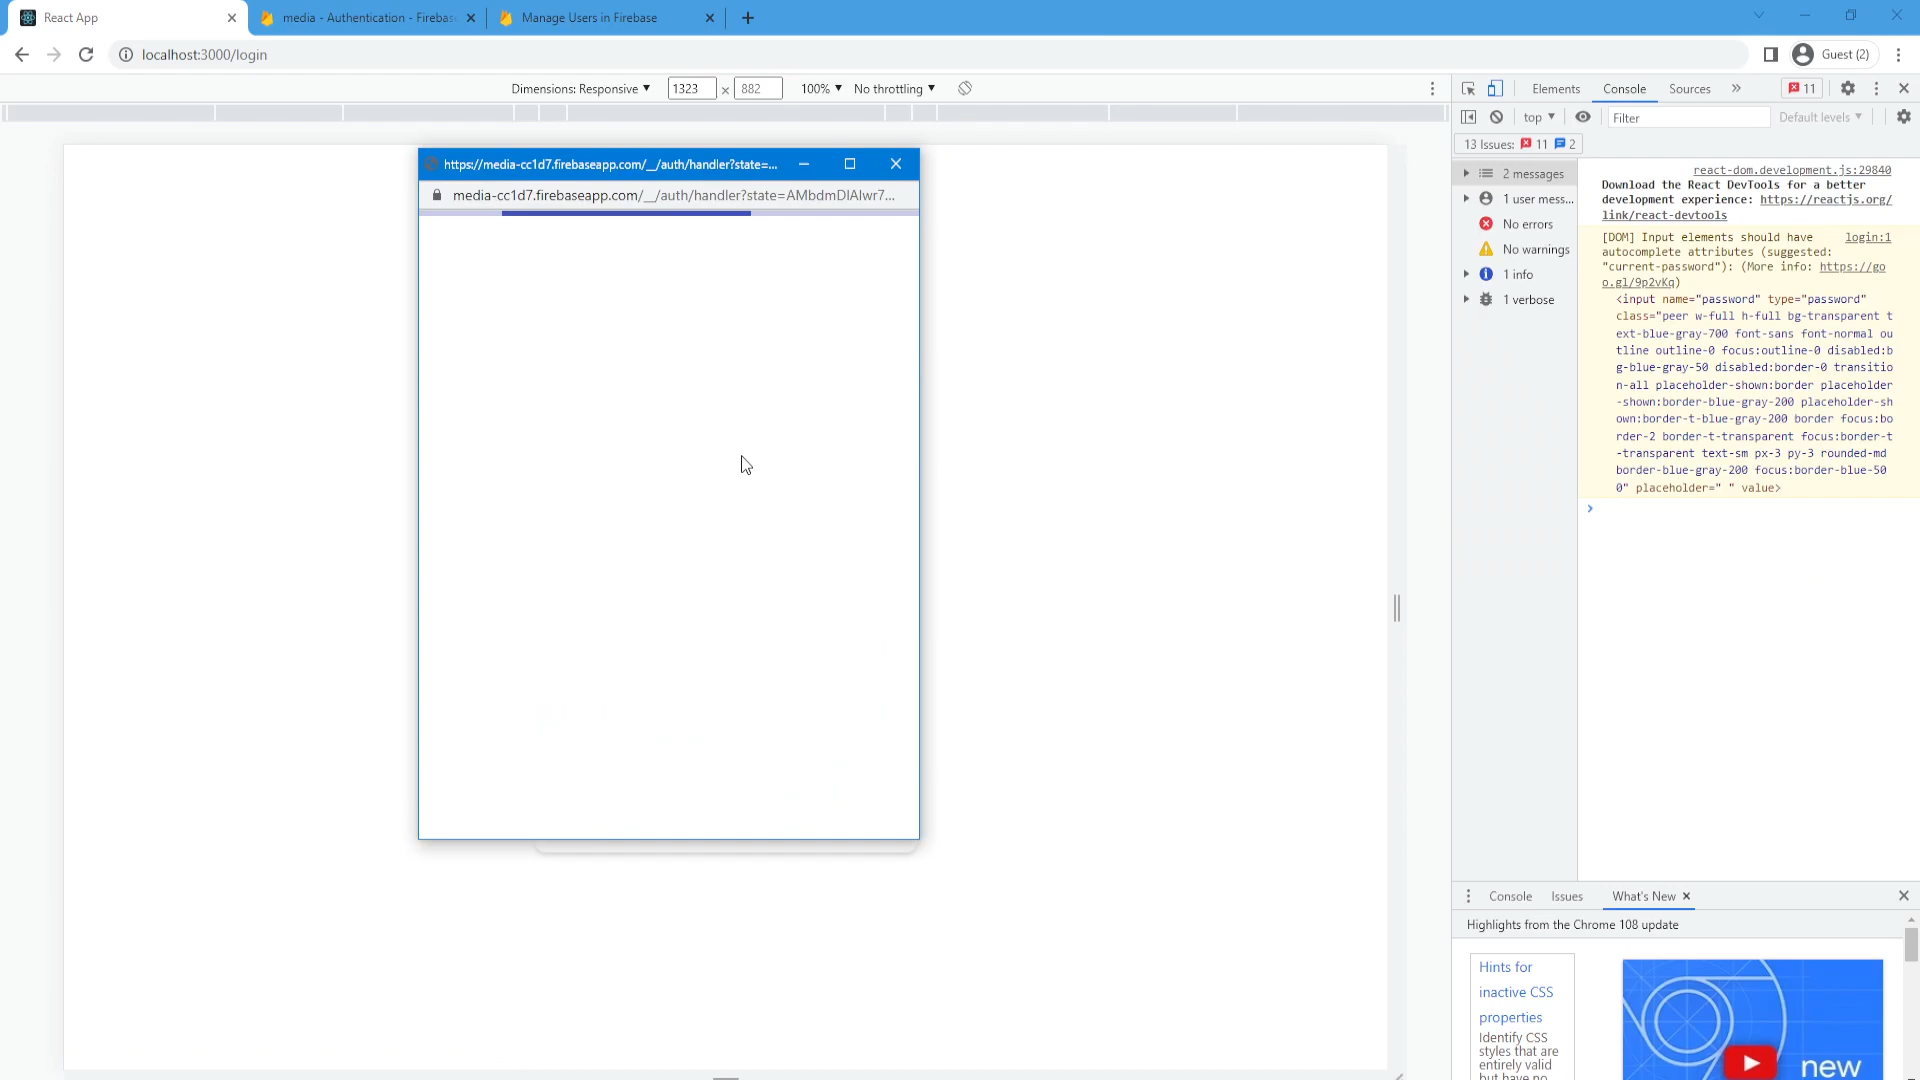 React App
media - Authentication - Firebase
Manage Users in Firebase
localhost:3000/login
Guest (2)
Dimensions: Responsive
1323
x
882
100%
No throttling
Elements
Console
Sources
11
top
Filter
Default levels
13 Issues:
11
2
https://media-cc1d7.firebaseapp.com/__/auth/handler?state=...
media-cc1d7.firebaseapp.com/__/auth/handler?state=AMbdmDIAIwr7...
2 messages
1 user mess...
No errors
No warnings
1 info
1 verbose
react-dom.development.js:29840
Download the React DevTools for a better
development experience: https://reactjs.org/
link/react-devtools
[DOM] Input elements should have
login:1
autocomplete attributes (suggested:
"current-password"): (More info: https://go
o.gl/9p2vKq)
<input name="password" type="password"
class="peer w-full h-full bg-transparent t
ext-blue-gray-700 font-sans font-normal ou
tline outline-0 focus:outline-0 disabled:b
g-blue-gray-50 disabled:border-0 transitio
n-all placeholder-shown:border placeholder
-shown:border-blue-gray-200 placeholder-sh
own:border-t-blue-gray-200 border focus:bo
rder-2 border-t-transparent focus:border-t
-transparent text-sm px-3 py-3 rounded-md
border-blue-gray-200 focus:border-blue-50
0" placeholder=" " value>
Console
Issues
What's New
Highlights from the Chrome 108 update
Hints for
inactive CSS
properties
Identify CSS
styles that are
entirely valid
but have no
new